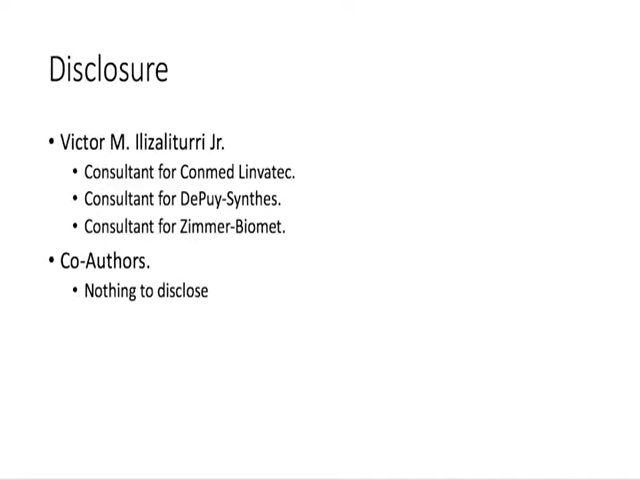 Disclosure
• Victor M. Ilizaliturri Jr.
• Consultant for Conmed Linvatec.
• Consultant for DePuy-Synthes.
• Consultant for Zimmer-Biomet.
• Co-Authors.
• Nothing to disclose